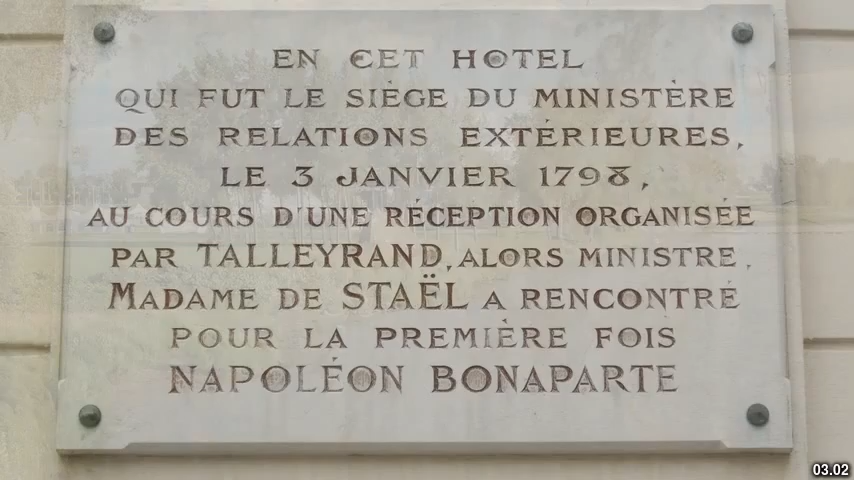 EN CET HOTEL
QUI FUT LE SIÈGE DU MINISTÈRE
DES RELATIONS EXTÉRIEURES,
LE 3 JANVIER 1798,
AU COURS D'UNE RÉCEPTION ORGANISÉE
PAR TALLEYRAND, ALORS MINISTRE,
MADAME DE STAËL A RENCONTRÉ
POUR LA PREMIÈRE FOIS
NAPOLÉON BONAPARTE
03.02